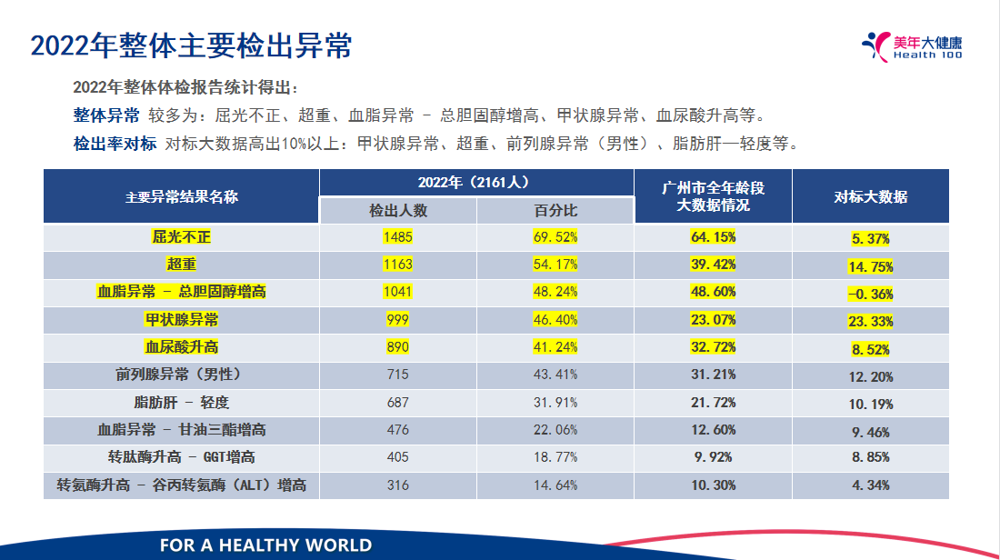 2022年整体主要检出异常
美年大健康
Health 100
2022年整体体检报告统计得出：
整体异常 较多为：屈光不正、超重、血脂异常 - 总胆固醇增高、甲状腺异常、血尿酸升高等。
检出率对标 对标大数据高出10%以上：甲状腺异常、超重、前列腺异常（男性）、脂肪肝—轻度等。
主要异常结果名称 2022年（2161人） 广州市全年龄段大数据情况 对标大数据
检出人数 百分比
屈光不正 1485 69.52% 64.15% 5.37%
超重 1163 54.17% 39.42% 14.75%
血脂异常 - 总胆固醇增高 1041 48.24% 48.60% -0.36%
甲状腺异常 999 46.40% 23.07% 23.33%
血尿酸升高 890 41.24% 32.72% 8.52%
前列腺异常（男性） 715 43.41% 31.21% 12.20%
脂肪肝 - 轻度 687 31.91% 21.72% 10.19%
血脂异常 - 甘油三酯增高 476 22.06% 12.60% 9.46%
转肽酶升高 - GGT增高 405 18.77% 9.92% 8.85%
转氨酶升高 - 谷丙转氨酶（ALT）增高 316 14.64% 10.30% 4.34%
FOR A HEALTHY WORLD